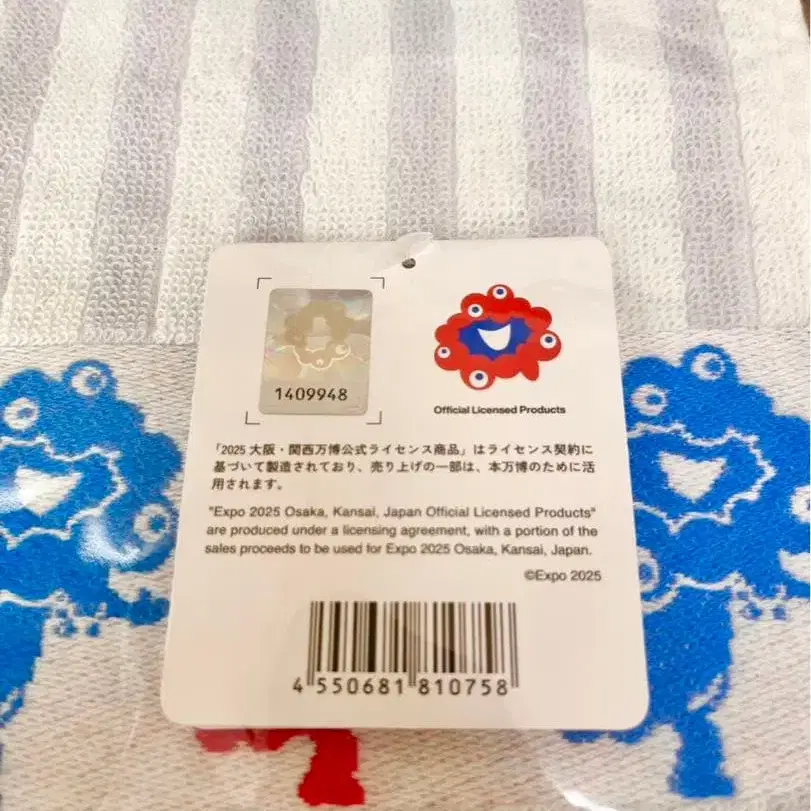 1409948
Official Licensed Products
「2025 大阪・関西万博公式ライセンス商品」はライセンス契約に
基づいて製造されており、売り上げの一部は、本万博のために活
用されます。
"Expo 2025 Osaka, Kansai, Japan Official Licensed Products"
are produced under a licensing agreement, with a portion of the
sales proceeds to be used for Expo 2025 Osaka, Kansai, Japan.
©Expo 2025
4 550681 810758